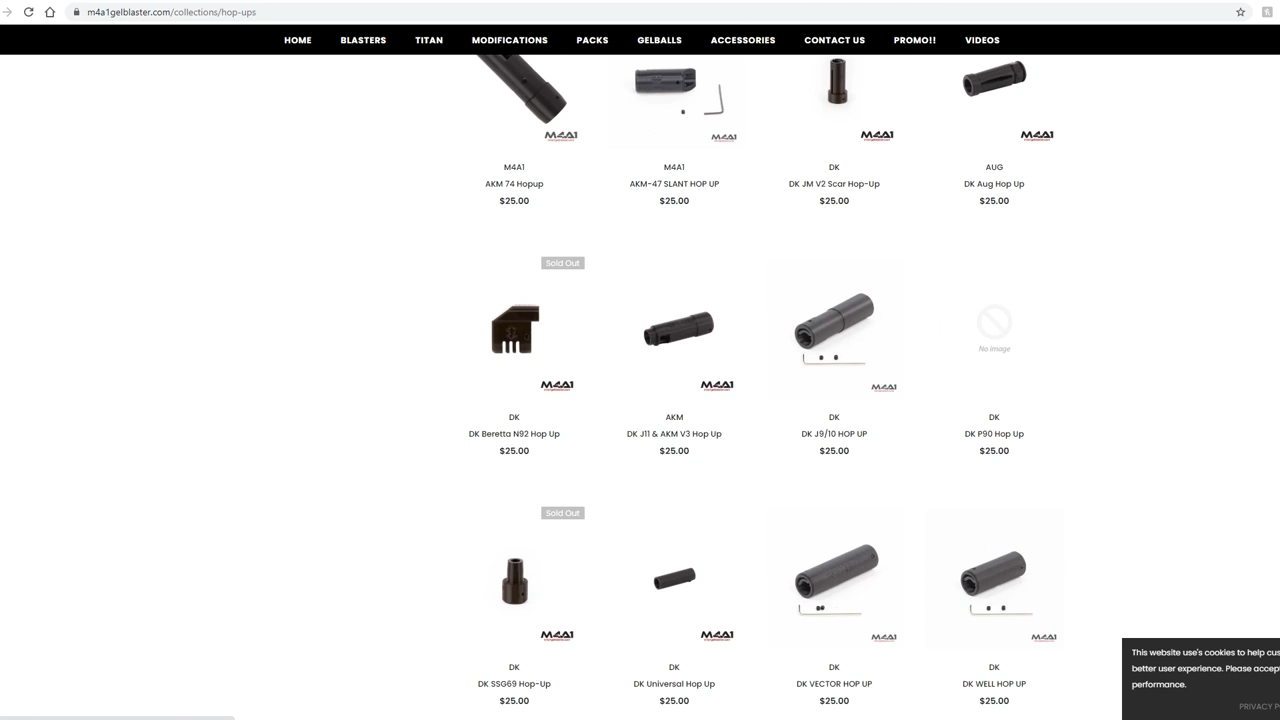 m4a1gelblaster.com/collections/hop-ups
HOME BLASTERS TITAN MODIFICATIONS PACKS GELBALLS ACCESSORIES CONTACT US PROMO!! VIDEOS
M4A1 M4A1 M4A1 M4A1
M4A1 M4A1 DK AUG
AKM 74 Hopup AKM-47 SLANT HOP UP DK JM V2 Scar Hop-Up DK Aug Hop Up
$25.00 $25.00 $25.00 $25.00
Sold Out
No image
M4A1 M4A1 M4A1
DK AKM DK DK
DK Beretta N92 Hop Up DK J11 & AKM V3 Hop Up DK J9/10 HOP UP DK P90 Hop Up
$25.00 $25.00 $25.00 $25.00
Sold Out
M4A1 M4A1 M4A1 M4A1
DK DK DK DK
DK SSG69 Hop-Up DK Universal Hop Up DK VECTOR HOP UP DK WELL HOP UP
$25.00 $25.00 $25.00 $25.00
This website use's cookies to help cus
better user experience. Please accept
performance.
PRIVACY P